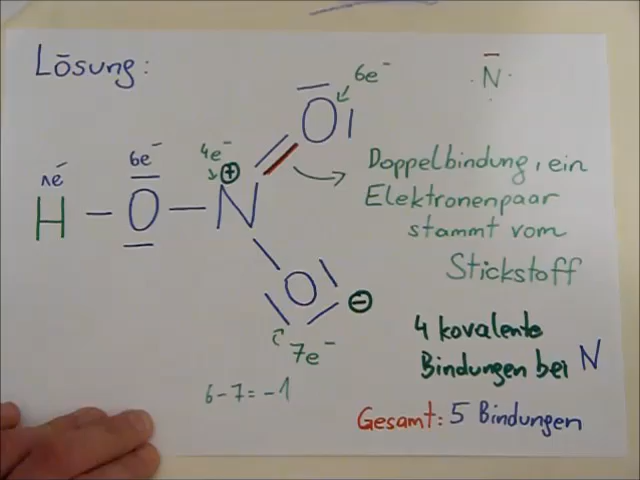 Lösung:
6e⁻
N
O
1e⁻
6e⁻
4e⁻
⊕
H – O – N
Doppelbindung, ein
Elektronenpaar
stammt vom
Stickstoff
O ⊖
7e⁻
4 kovalente
Bindungen bei N
6-7=-1
Gesamt: 5 Bindungen